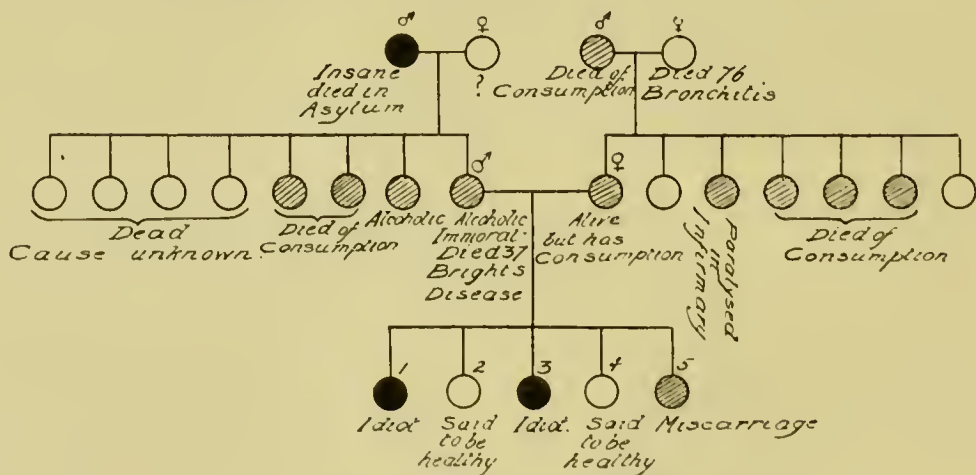 ♂ ♀ ♂ ♀
Insane
died in
Asylum
?
Died of
Consumption
Died 76
Bronchitis
♂ ♀
Dead
Cause unknown.
Died of
Consumption
Alcoholic
Alcoholic
Immoral.
Died 37
Brights
Disease
Alive
but has
Consumption
Paralysed
in
Infirmary
Died of
Consumption
1 2 3 4 5
Idiot
Said
to be
healthy
Idiot.
Said
to be
healthy
Miscarriage